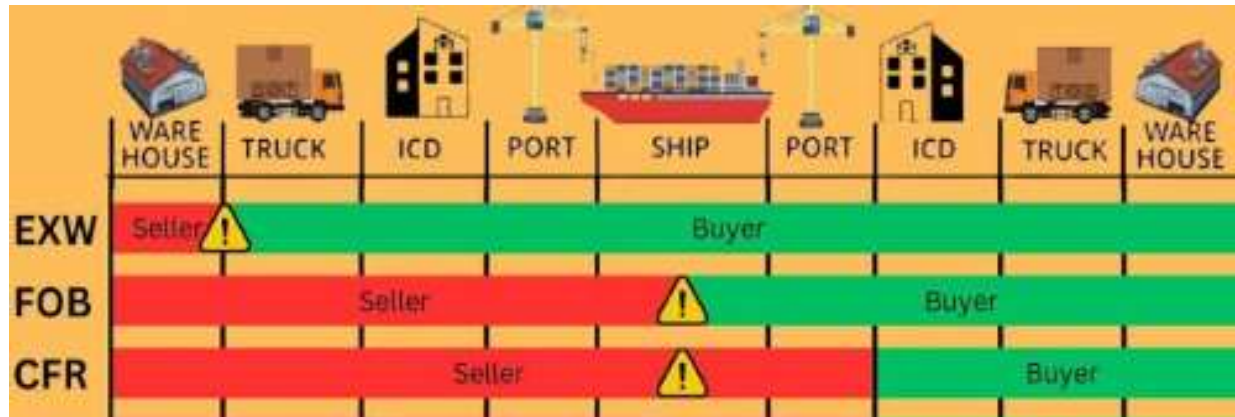 WARE
HOUSE
TRUCK
ICD
PORT
SHIP
PORT
ICD
TRUCK
WARE
HOUSE
EXW
Seller
!
Buyer
FOB
Seller
!
Buyer
CFR
Seller
!
Buyer